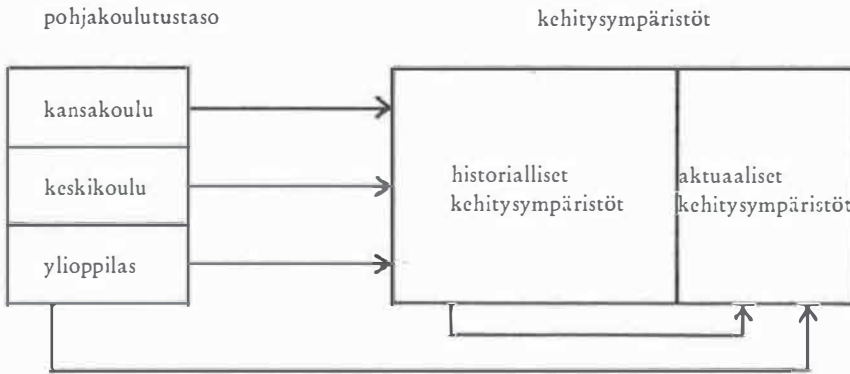 pohjakoulutustaso
kehitysympäristöt
kansakoulu
keskikoulu
ylioppilas
historialliset
kehitysympäristöt
aktuaaliset
kehitysympäristöt